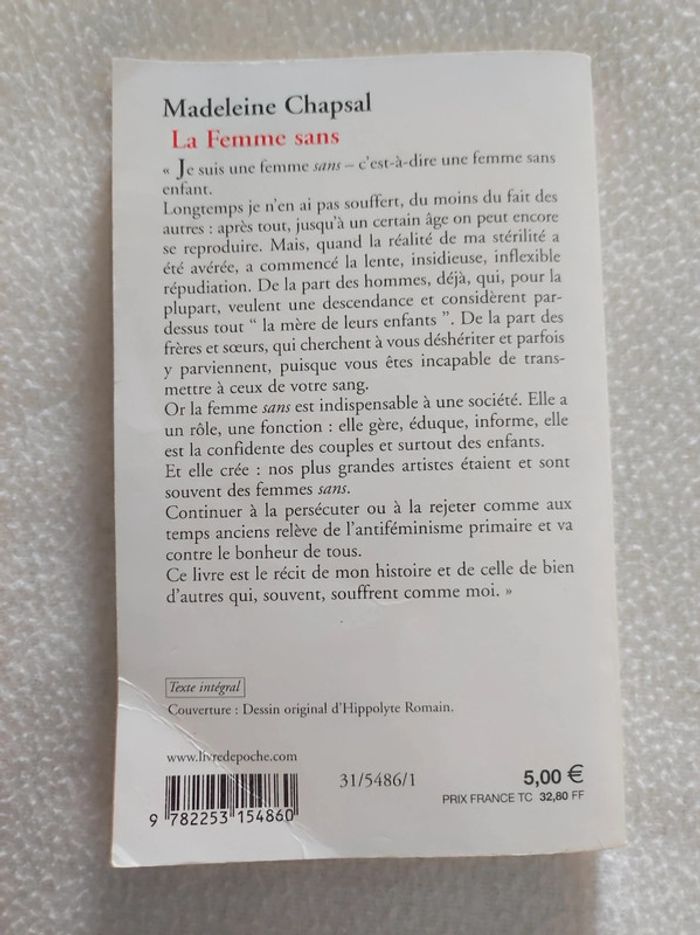 Madeleine Chapsal
La Femme sans
« Je suis une femme sans – c'est-à-dire une femme sans
enfant.
Longtemps je n'en ai pas souffert, du moins du fait des
autres : après tout, jusqu'à un certain âge on peut encore
se reproduire. Mais, quand la réalité de ma stérilité a
été avérée, a commencé la lente, insidieuse, inflexible
répudiation. De la part des hommes, déjà, qui, pour la
plupart, veulent une descendance et considèrent par-
dessus tout “ la mère de leurs enfants ”. De la part des
frères et sœurs, qui cherchent à vous déshériter et parfois
y parviennent, puisque vous êtes incapable de trans-
mettre à ceux de votre sang.
Or la femme sans est indispensable à une société. Elle a
un rôle, une fonction : elle gère, éduque, informe, elle
est la confidente des couples et surtout des enfants.
Et elle crée : nos plus grandes artistes étaient et sont
souvent des femmes sans.
Continuer à la persécuter ou à la rejeter comme aux
temps anciens relève de l'antiféminisme primaire et va
contre le bonheur de tous.
Ce livre est le récit de mon histoire et de celle de bien
d'autres qui, souvent, souffrent comme moi. »
Texte intégral
Couverture : Dessin original d'Hippolyte Romain.
www.livredepoche.com
31/5486/1
5,00 €
PRIX FRANCE TC 32,80 FF
9 782253 154860